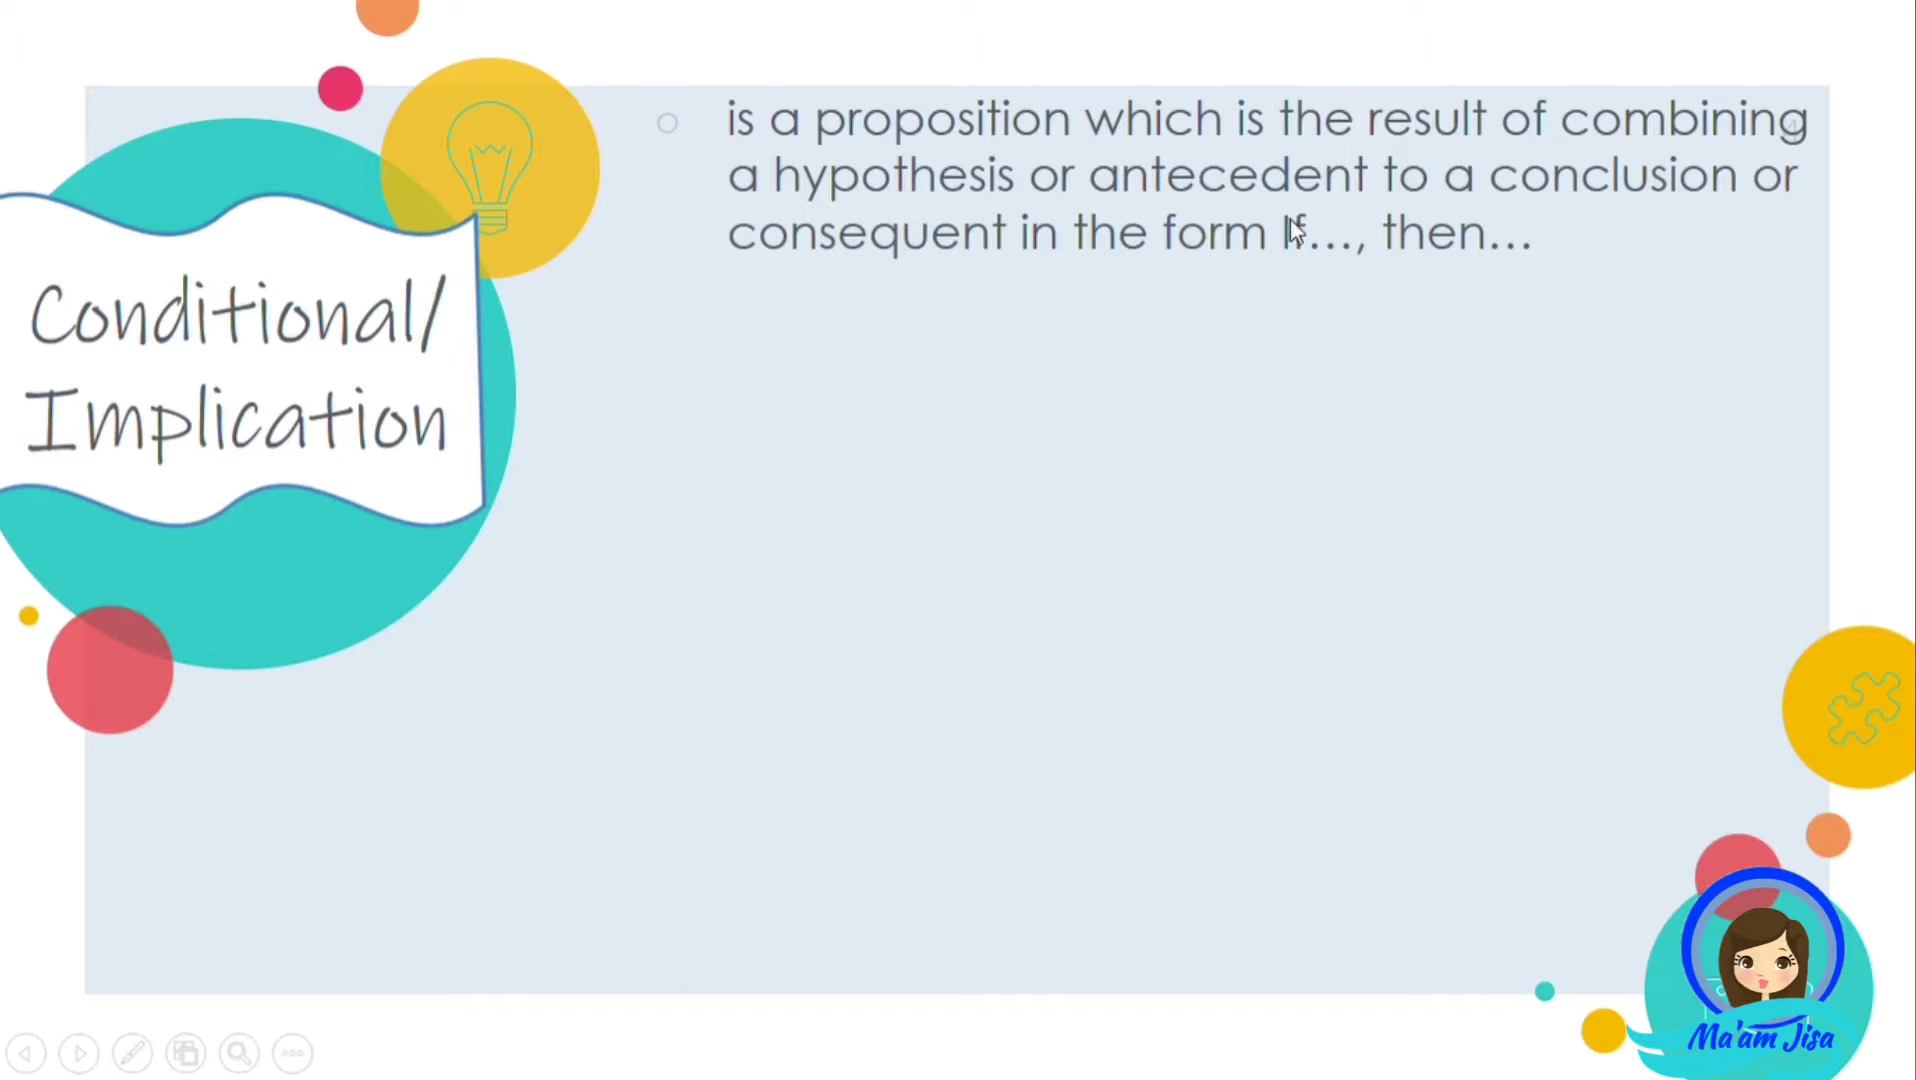 is a proposition which is the result of combining
a hypothesis or antecedent to a conclusion or
consequent in the form If…, then…
Conditional/
Implication
Ma'am Jisa